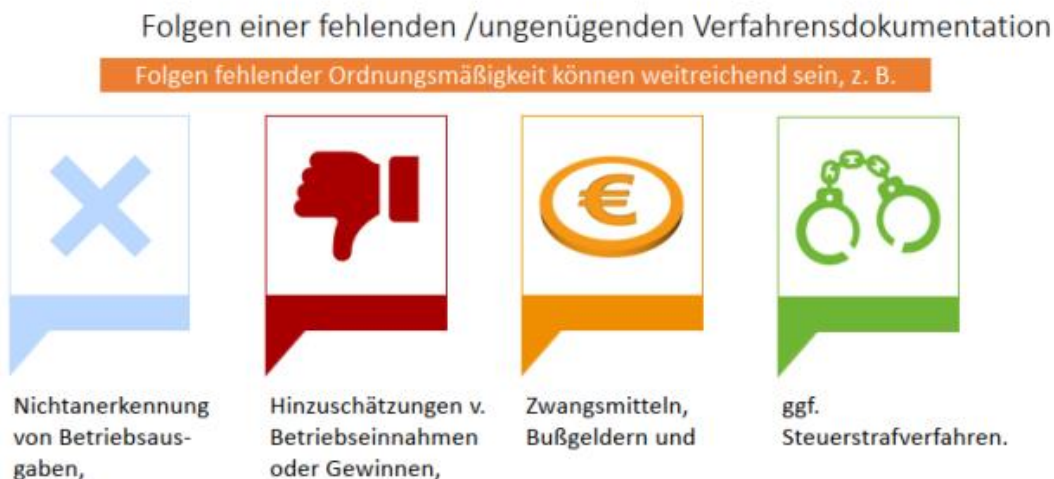 Folgen einer fehlenden /ungenügenden Verfahrensdokumentation
Folgen fehlender Ordnungsmäßigkeit können weitreichend sein, z. B.
€
Nichtanerkennung
von Betriebsaus-
gaben,
Hinzuschätzungen v.
Betriebseinnahmen
oder Gewinnen,
Zwangsmitteln,
Bußgeldern und
ggf.
Steuerstrafverfahren.